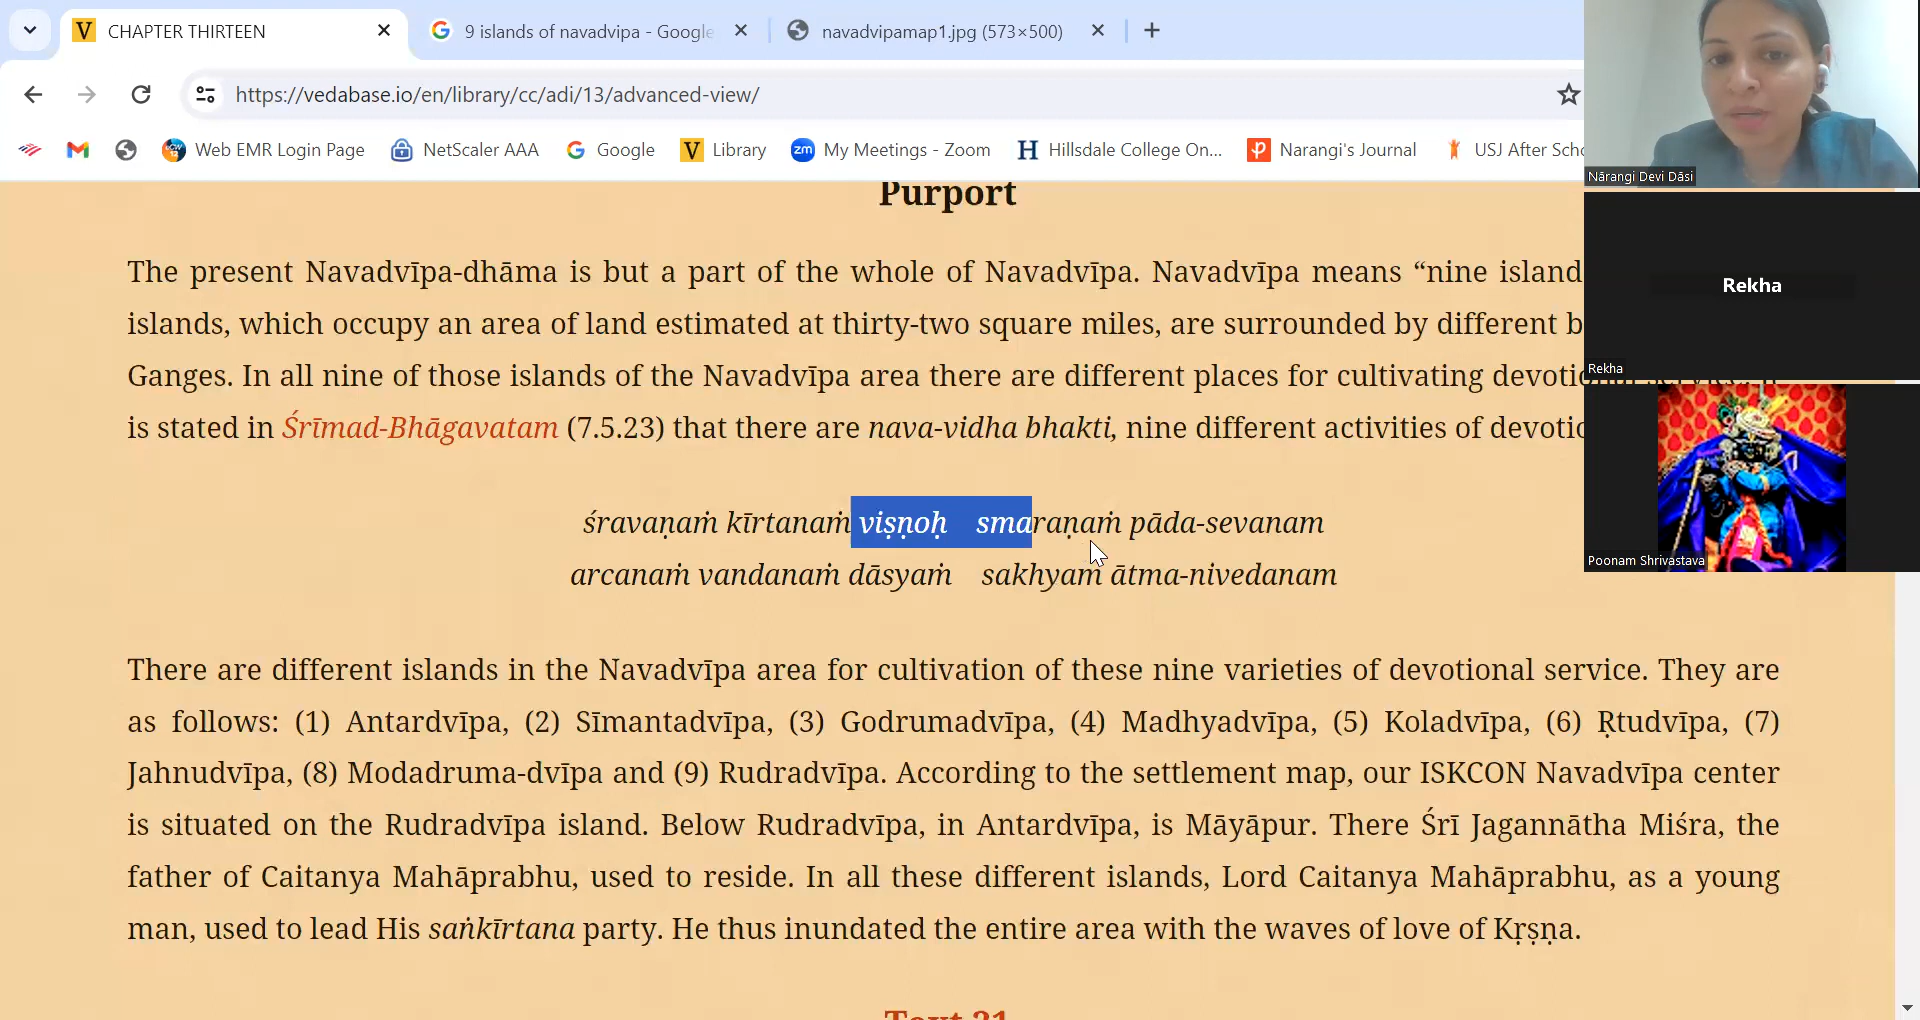 CHAPTER THIRTEEN
9 islands of navadvipa - Google
navadvipamap1.jpg (573×500)
https://vedabase.io/en/library/cc/adi/13/advanced-view/
Web EMR Login Page
NetScaler AAA
Google
Library
My Meetings - Zoom
Hillsdale College On...
Narangi's Journal
USJ After Scho
Nārangi Devi Dāsi
Rekha
Rekha
Poonam Shrivastava
Purport
The present Navadvīpa-dhāma is but a part of the whole of Navadvīpa. Navadvīpa means “nine island
islands, which occupy an area of land estimated at thirty-two square miles, are surrounded by different b
Ganges. In all nine of those islands of the Navadvīpa area there are different places for cultivating devotional service. It
is stated in Śrīmad-Bhāgavatam (7.5.23) that there are nava-vidha bhakti, nine different activities of devotio
śravaṇaṁ kīrtanaṁ viṣṇoḥ smaraṇaṁ pāda-sevanam
arcanaṁ vandanaṁ dāsyaṁ sakhyam ātma-nivedanam
There are different islands in the Navadvīpa area for cultivation of these nine varieties of devotional service. They are
as follows: (1) Antardvīpa, (2) Sīmantadvīpa, (3) Godrumadvīpa, (4) Madhyadvīpa, (5) Koladvīpa, (6) Ṛtudvīpa, (7)
Jahnudvīpa, (8) Modadruma-dvīpa and (9) Rudradvīpa. According to the settlement map, our ISKCON Navadvīpa center
is situated on the Rudradvīpa island. Below Rudradvīpa, in Antardvīpa, is Māyāpur. There Śrī Jagannātha Miśra, the
father of Caitanya Mahāprabhu, used to reside. In all these different islands, Lord Caitanya Mahāprabhu, as a young
man, used to lead His saṅkīrtana party. He thus inundated the entire area with the waves of love of Kṛṣṇa.
Text 31